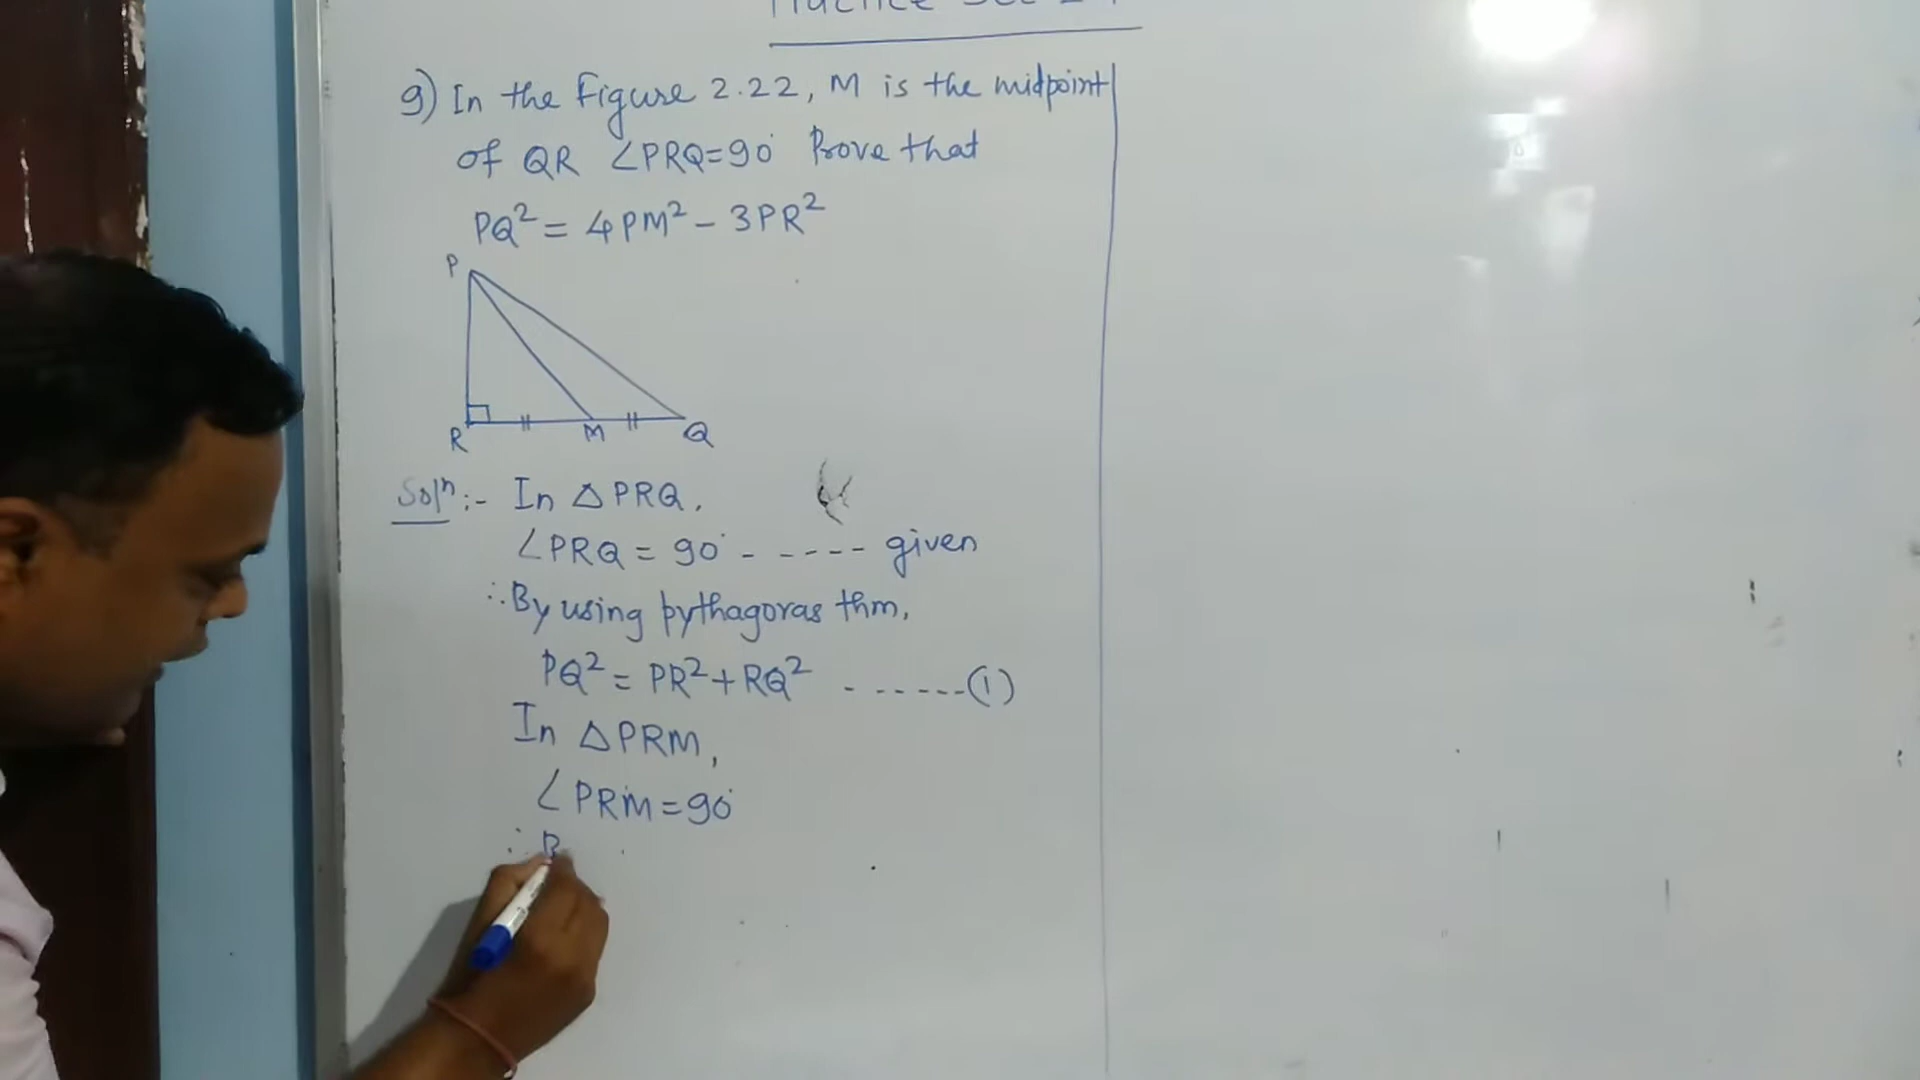 9) In the Figure 2.22, M is the midpoint
of QR ∠PRQ=90° Prove that
PQ² = 4PM² - 3PR²
P
R M Q
Solⁿ:- In △PRQ,
∠PRQ = 90° - ----- given
∴ By using pythagoras thm,
PQ² = PR² + RQ² - ------(1)
In △PRM,
∠PRM = 90°
∴ B